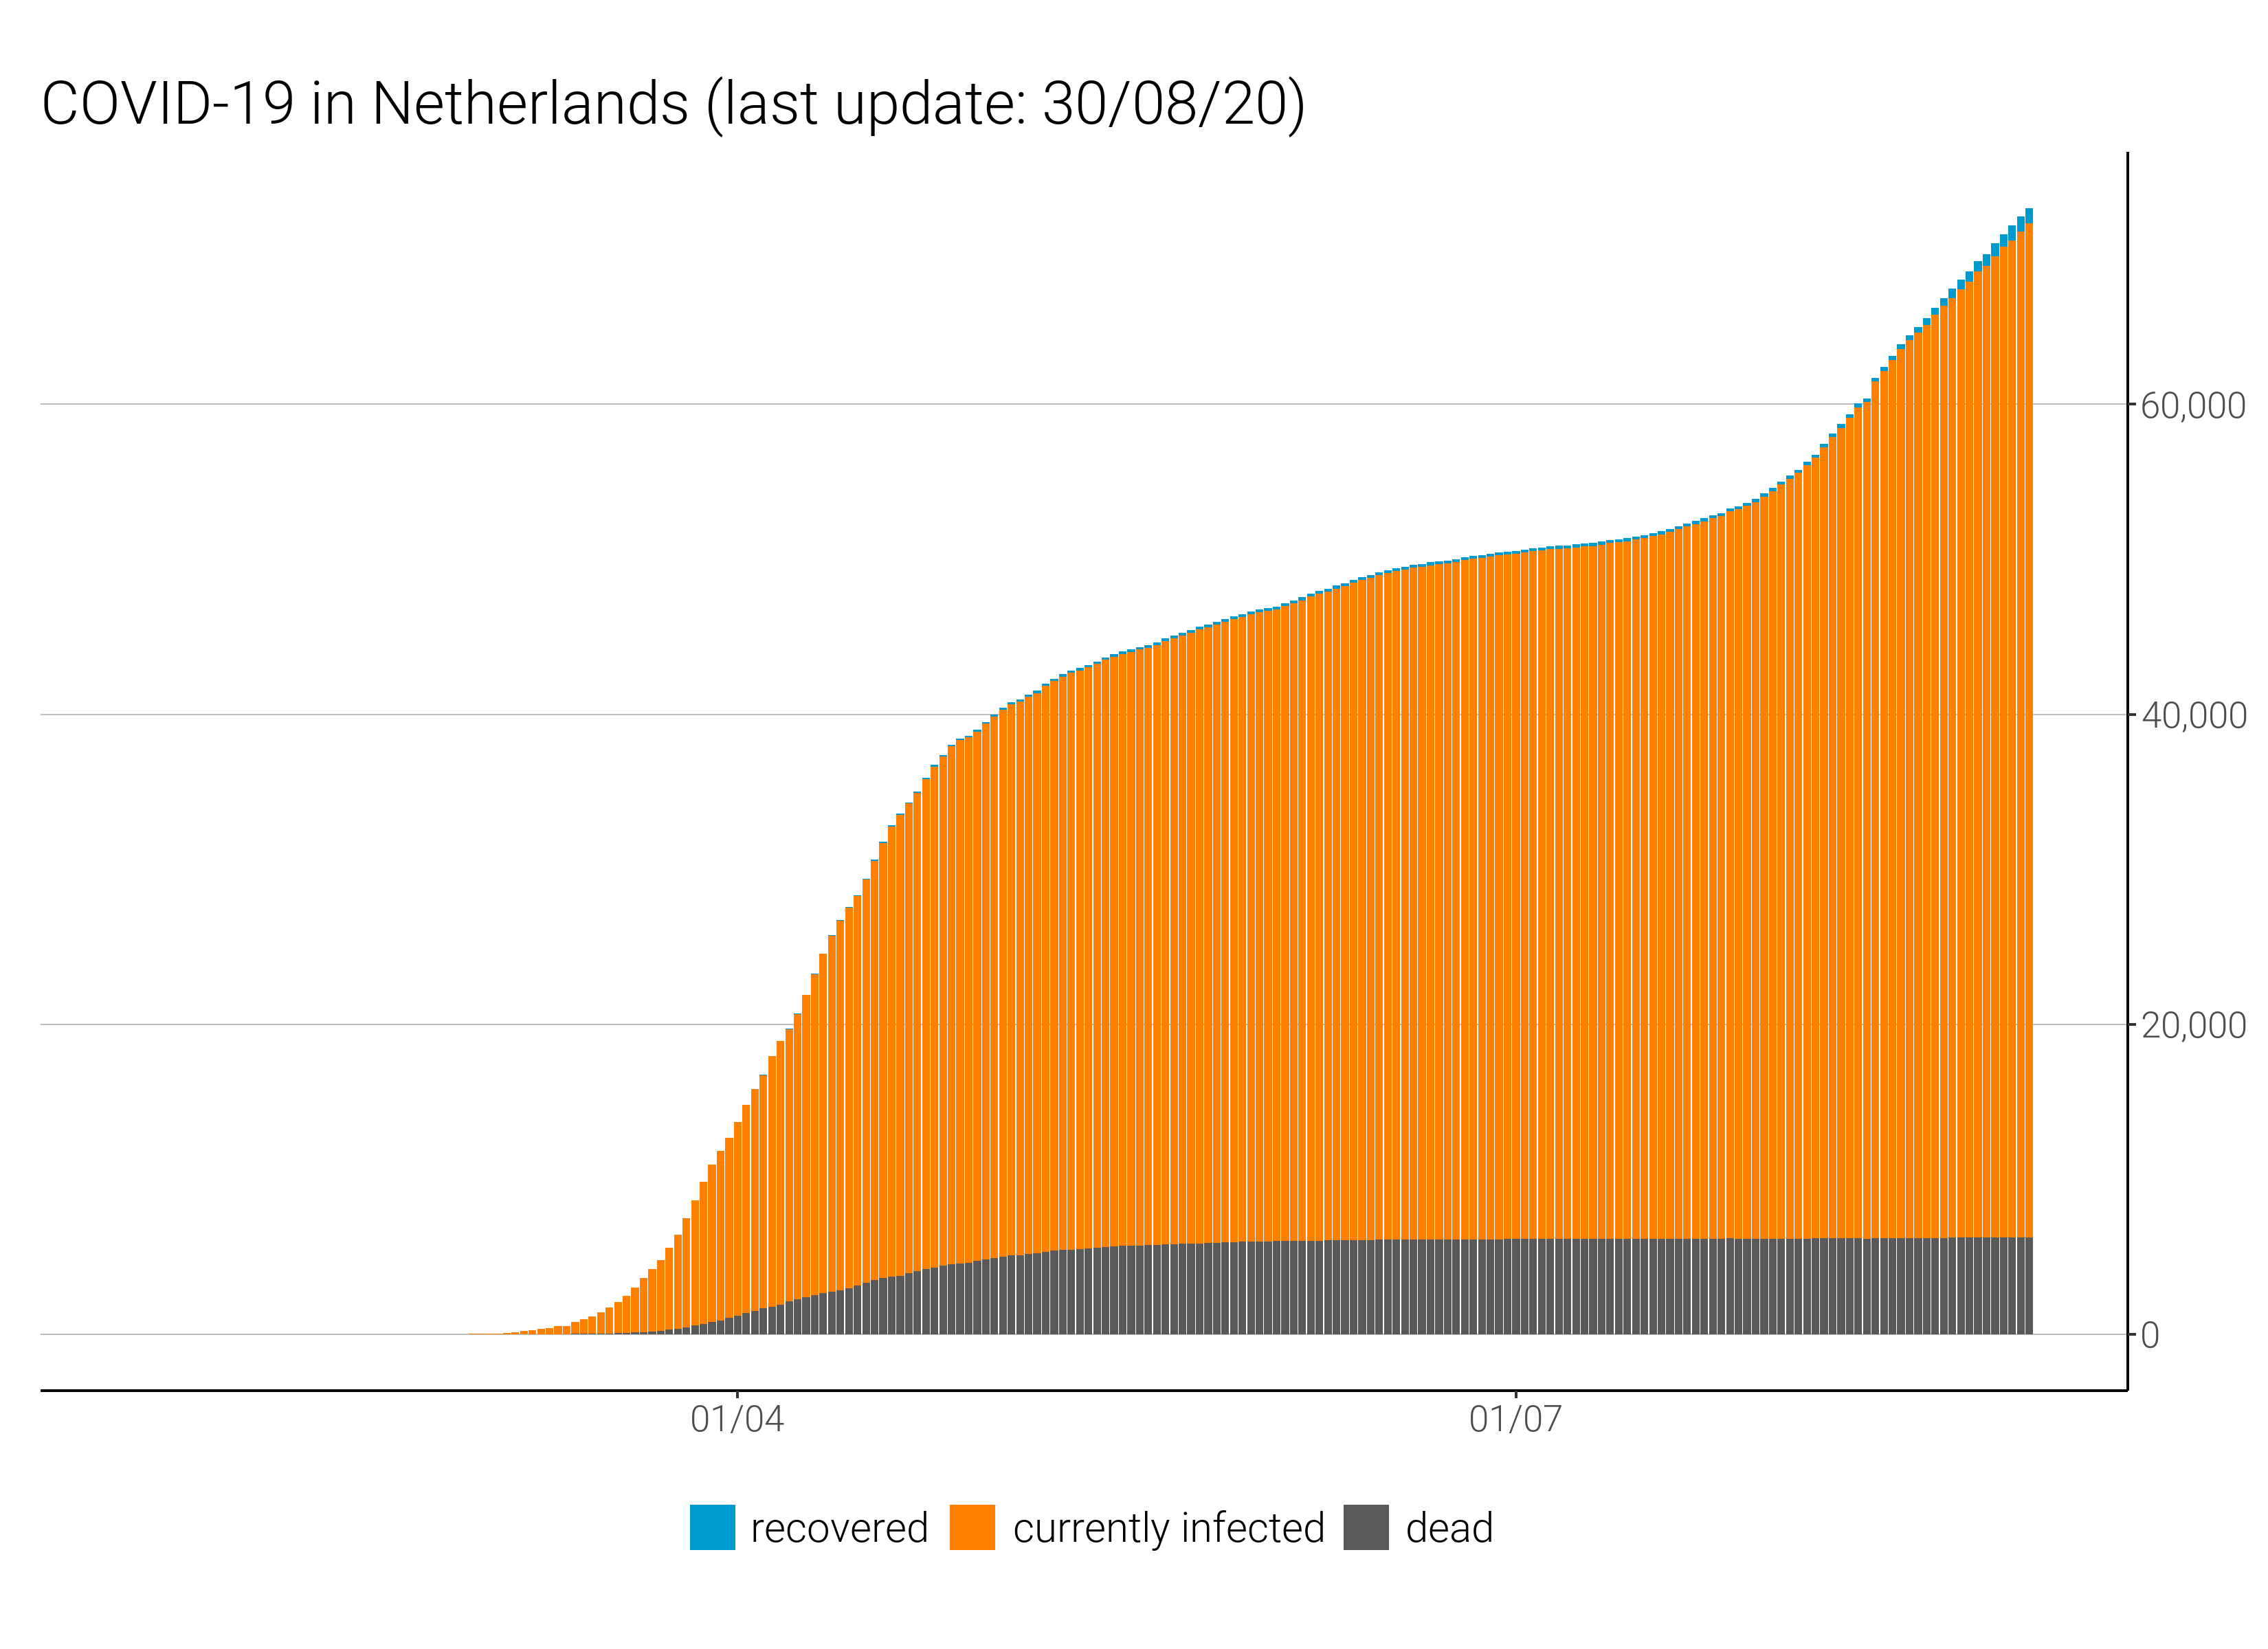 COVID-19 in Netherlands (last update: 30/08/20)
60,000
40,000
20,000
0
01/04 01/07
recovered currently infected dead